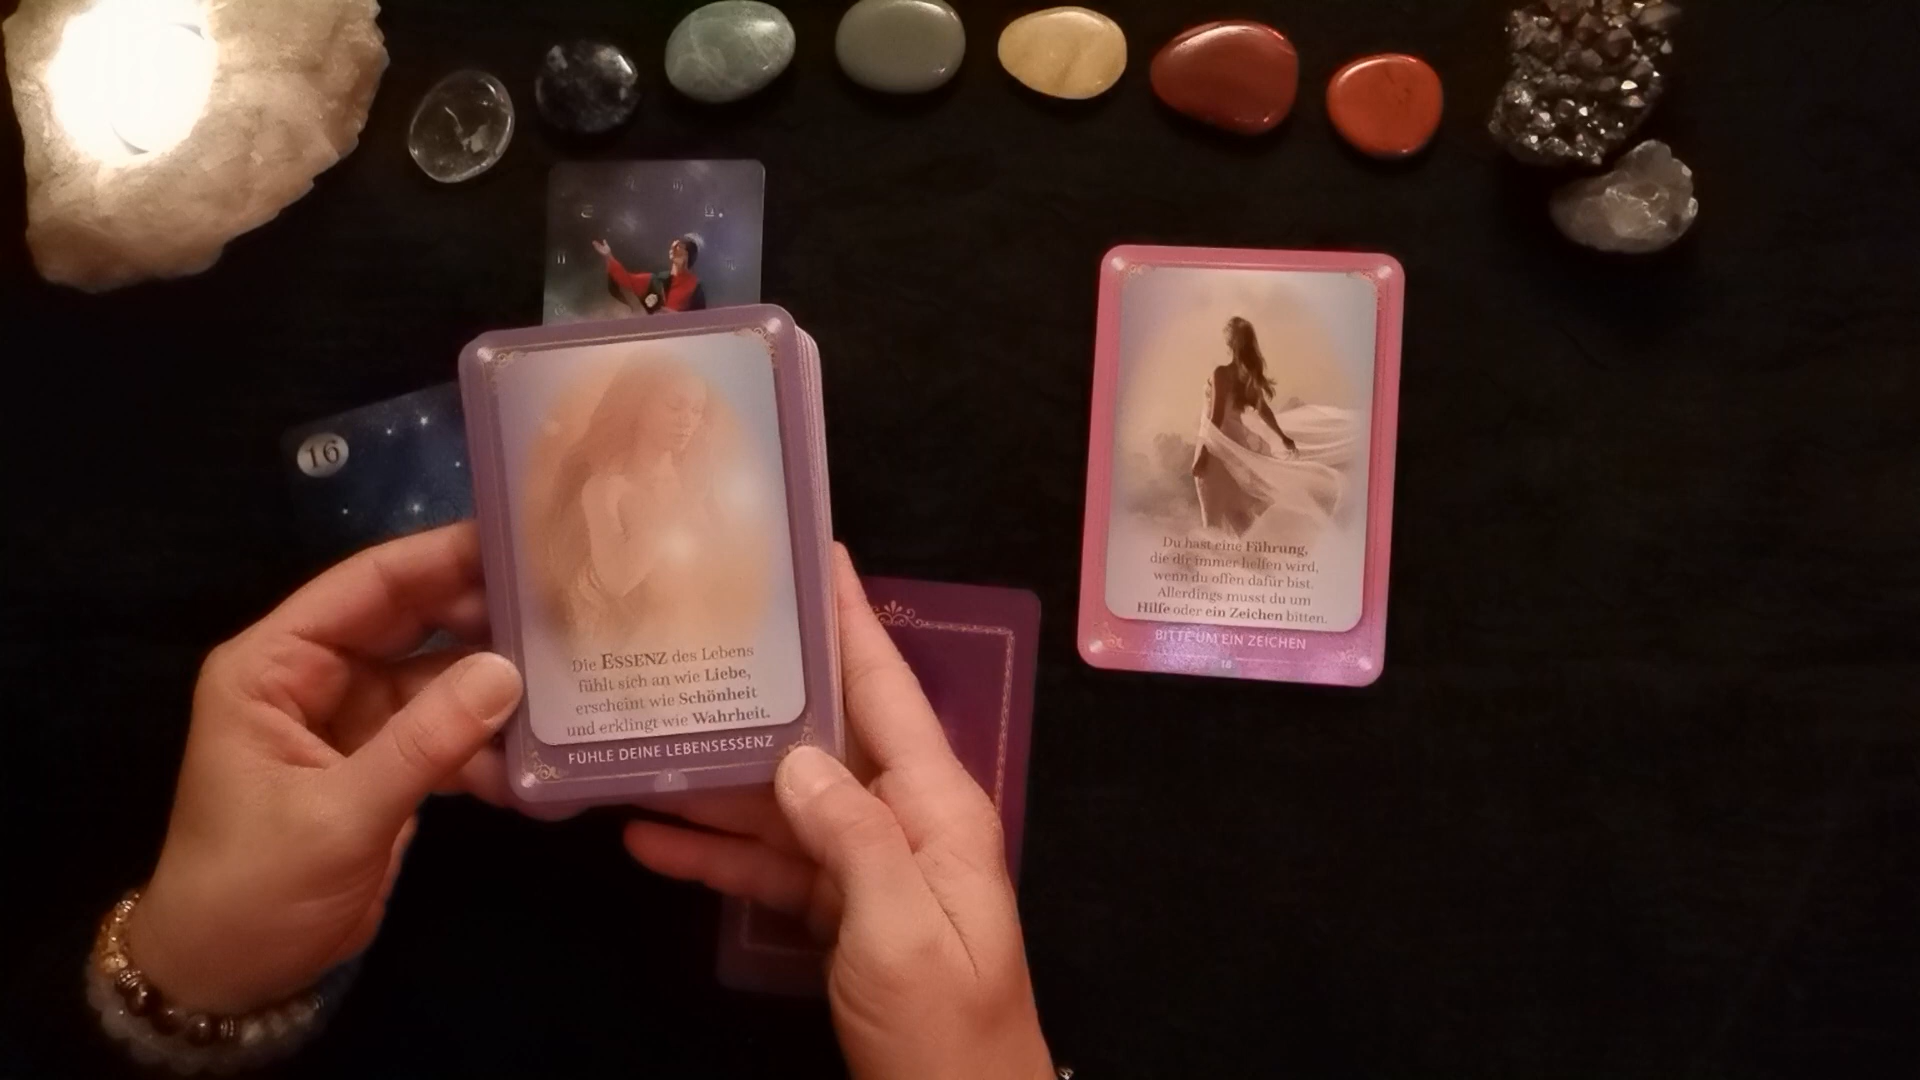 16
Die ESSENZ des Lebens
fühlt sich an wie Liebe,
erscheint wie Schönheit
und erklingt wie Wahrheit.
FÜHLE DEINE LEBENSESSENZ
1
Du hast eine Führung,
die dir immer helfen wird,
wenn du offen dafür bist.
Allerdings musst du um
Hilfe oder ein Zeichen bitten.
BITTE UM EIN ZEICHEN
18